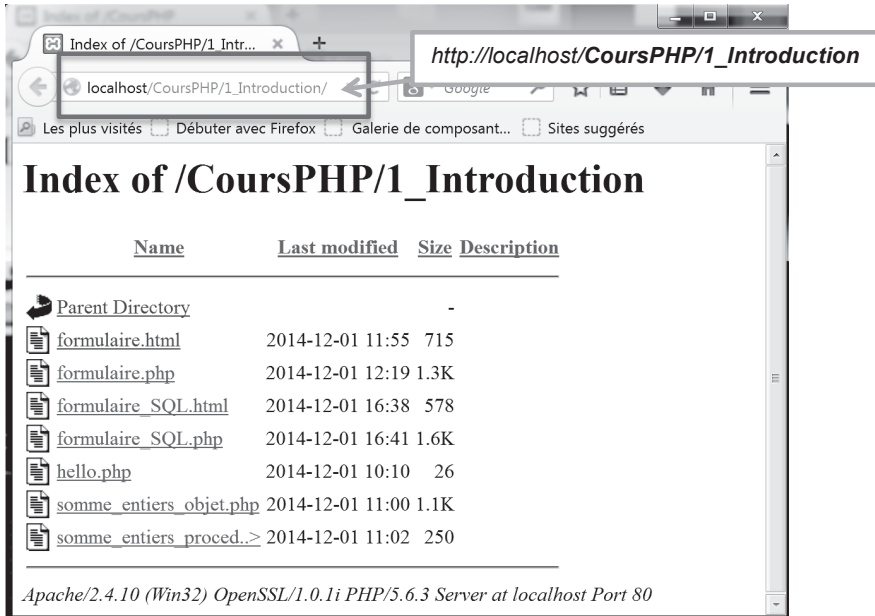 Index of /CoursPHP/1_Intr... × +
http://localhost/CoursPHP/1_Introduction
localhost/CoursPHP/1_Introduction/
Google
Les plus visités Débuter avec Firefox Galerie de composant... Sites suggérés
Index of /CoursPHP/1_Introduction
Name Last modified Size Description
Parent Directory -
formulaire.html 2014-12-01 11:55 715
formulaire.php 2014-12-01 12:19 1.3K
formulaire_SQL.html 2014-12-01 16:38 578
formulaire_SQL.php 2014-12-01 16:41 1.6K
hello.php 2014-12-01 10:10 26
somme_entiers_objet.php 2014-12-01 11:00 1.1K
somme_entiers_proced..> 2014-12-01 11:02 250
Apache/2.4.10 (Win32) OpenSSL/1.0.1i PHP/5.6.3 Server at localhost Port 80